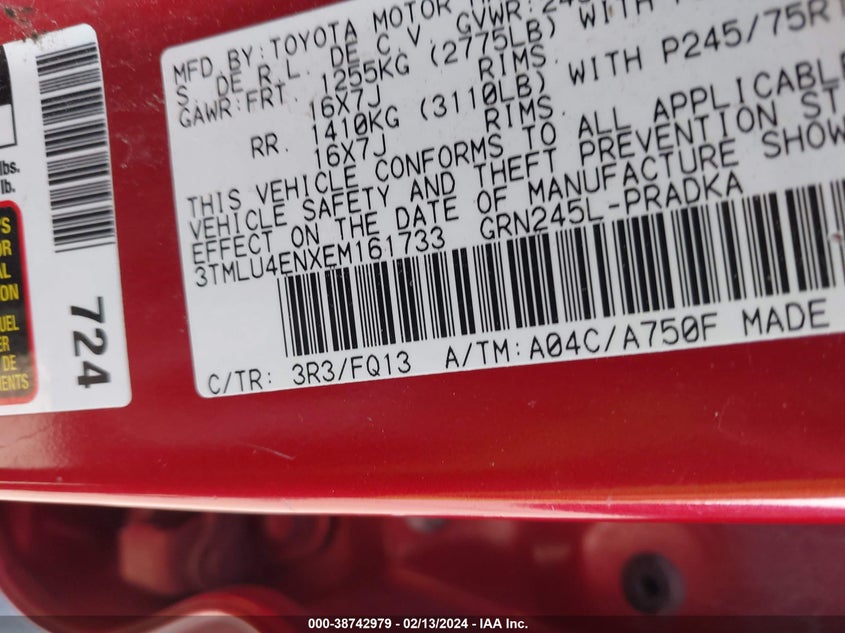 MFD.BY:TOYOTA MOTOR
S. DE R.L. DE C.V. GVWR:
GAWR:FRT. 1255KG (2775LB) WITH
16X7J RIMS.
RR. 1410KG (3110LB) WITH P245/75R1
16X7J RIMS.
THIS VEHICLE CONFORMS TO ALL APPLICABLE
VEHICLE SAFETY AND THEFT PREVENTION ST
EFFECT ON THE DATE OF MANUFACTURE SHOW
3TMLU4ENXEM161733 GRN245L-PRADKA
C/TR: 3R3/FQ13 A/TM:A04C/A750F MADE
lbs.
lb.
724
000-38742979 - 02/13/2024 - IAA Inc.